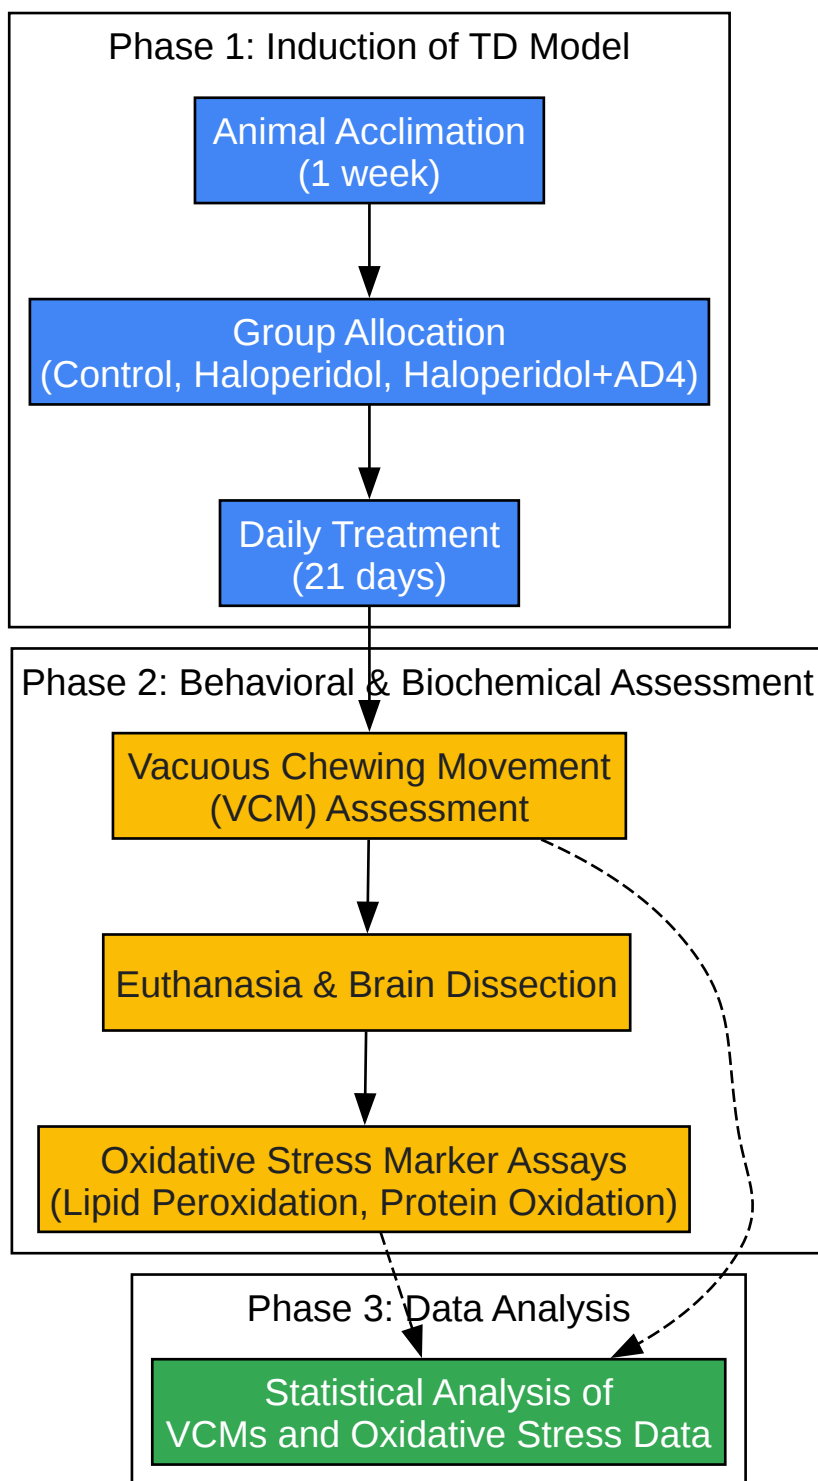 Phase 1: Induction of TD Model
Animal Acclimation
(1 week)
Group Allocation
(Control, Haloperidol, Haloperidol+AD4)
Daily Treatment
(21 days)
Phase 2: Behavioral & Biochemical Assessment
Vacuous Chewing Movement
(VCM) Assessment
Euthanasia & Brain Dissection
Oxidative Stress Marker Assays
(Lipid Peroxidation, Protein Oxidation)
Phase 3: Data Analysis
Statistical Analysis of
VCMs and Oxidative Stress Data